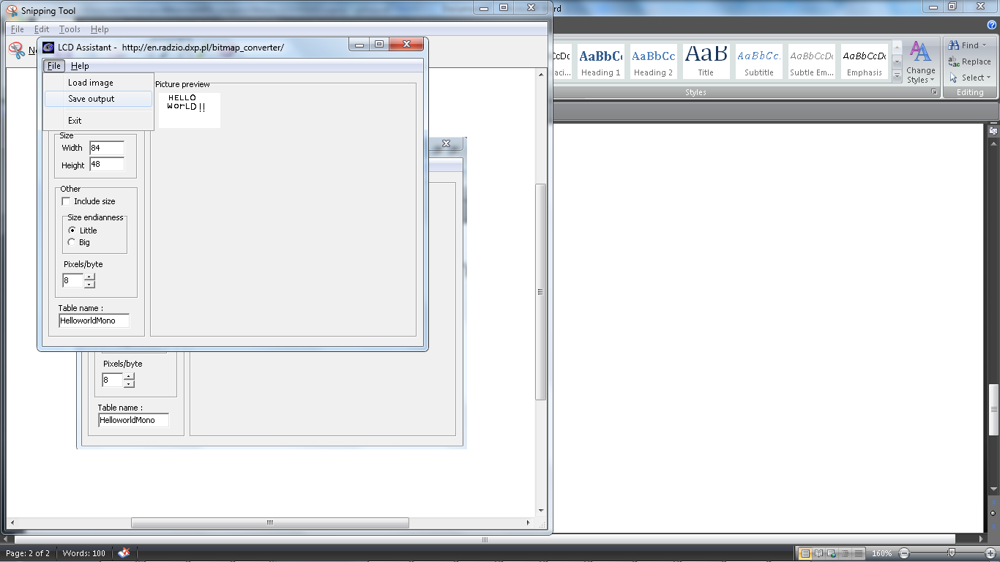 Snipping Tool
rd
File Edit Tools Help
LCD Assistant - http://en.radzio.dxp.pl/bitmap_converter/
File Help
Load image
Save output
Exit
Picture preview
HELLO
WORLD!!
Size
Width 84
Height 48
Other
Include size
Size endianness
Little
Big
Pixels/byte
8
Table name :
HelloworldMono
Pixels/byte
8
Table name :
HelloworldMono
AaBbCc AaBbCc AaB AaBbCc. AaBbCcDc AaBbCcDc
Heading 1 Heading 2 Title Subtitle Subtle Em... Emphasis
Change
Styles
Styles
Find
Replace
Select
Editing
Page: 2 of 2 Words: 100 160%